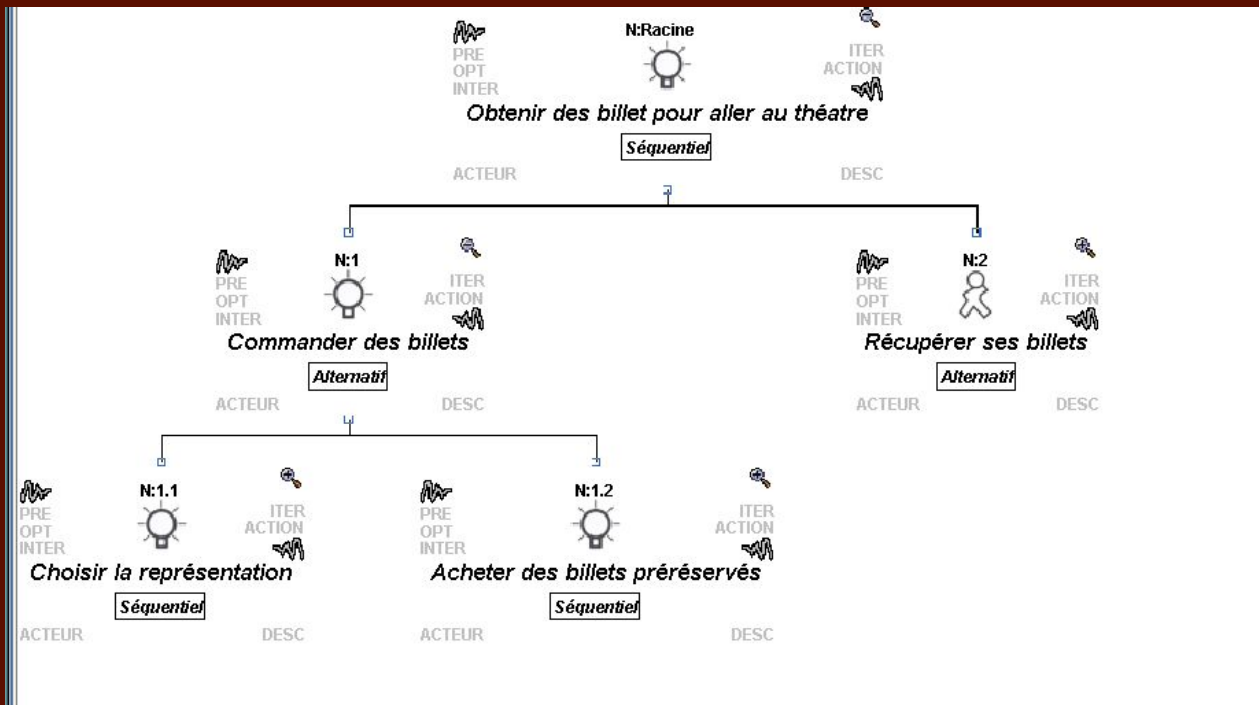 N:Racine
PRE
OPT
INTER
ITER
ACTION
Obtenir des billet pour aller au théatre
Séquentiel
ACTEUR
DESC
N:1
PRE
OPT
INTER
ITER
ACTION
Commander des billets
Alternatif
ACTEUR
DESC
N:2
PRE
OPT
INTER
ITER
ACTION
Récupérer ses billets
Alternatif
ACTEUR
DESC
N:1.1
PRE
OPT
INTER
ITER
ACTION
Choisir la représentation
Séquentiel
ACTEUR
DESC
N:1.2
PRE
OPT
INTER
ITER
ACTION
Acheter des billets préréservés
Séquentiel
ACTEUR
DESC